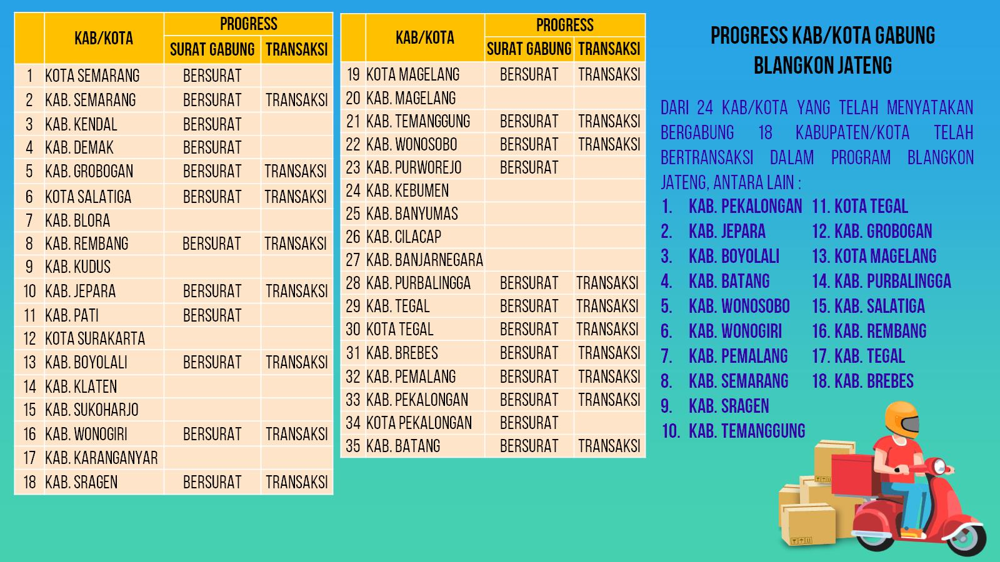 KAB/KOTA PROGRESS
SURAT GABUNG TRANSAKSI
1 KOTA SEMARANG BERSURAT
2 KAB. SEMARANG BERSURAT TRANSAKSI
3 KAB. KENDAL BERSURAT
4 KAB. DEMAK BERSURAT
5 KAB. GROBOGAN BERSURAT TRANSAKSI
6 KOTA SALATIGA BERSURAT TRANSAKSI
7 KAB. BLORA
8 KAB. REMBANG BERSURAT TRANSAKSI
9 KAB. KUDUS
10 KAB. JEPARA BERSURAT TRANSAKSI
11 KAB. PATI BERSURAT
12 KOTA SURAKARTA
13 KAB. BOYOLALI BERSURAT TRANSAKSI
14 KAB. KLATEN
15 KAB. SUKOHARJO
16 KAB. WONOGIRI BERSURAT TRANSAKSI
17 KAB. KARANGANYAR
18 KAB. SRAGEN BERSURAT TRANSAKSI
KAB/KOTA PROGRESS
SURAT GABUNG TRANSAKSI
19 KOTA MAGELANG BERSURAT TRANSAKSI
20 KAB. MAGELANG
21 KAB. TEMANGGUNG BERSURAT TRANSAKSI
22 KAB. WONOSOBO BERSURAT TRANSAKSI
23 KAB. PURWOREJO BERSURAT
24 KAB. KEBUMEN
25 KAB. BANYUMAS
26 KAB. CILACAP
27 KAB. BANJARNEGARA
28 KAB. PURBALINGGA BERSURAT TRANSAKSI
29 KAB. TEGAL BERSURAT TRANSAKSI
30 KOTA TEGAL BERSURAT TRANSAKSI
31 KAB. BREBES BERSURAT TRANSAKSI
32 KAB. PEMALANG BERSURAT TRANSAKSI
33 KAB. PEKALONGAN BERSURAT TRANSAKSI
34 KOTA PEKALONGAN BERSURAT
35 KAB. BATANG BERSURAT TRANSAKSI
PROGRESS KAB/KOTA GABUNG
BLANGKON JATENG
DARI 24 KAB/KOTA YANG TELAH MENYATAKAN
BERGABUNG 18 KABUPATEN/KOTA TELAH
BERTRANSAKSI DALAM PROGRAM BLANGKON
JATENG, ANTARA LAIN :
1. KAB. PEKALONGAN
2. KAB. JEPARA
3. KAB. BOYOLALI
4. KAB. BATANG
5. KAB. WONOSOBO
6. KAB. WONOGIRI
7. KAB. PEMALANG
8. KAB. SEMARANG
9. KAB. SRAGEN
10. KAB. TEMANGGUNG
11. KOTA TEGAL
12. KAB. GROBOGAN
13. KOTA MAGELANG
14. KAB. PURBALINGGA
15. KAB. SALATIGA
16. KAB. REMBANG
17. KAB. TEGAL
18. KAB. BREBES